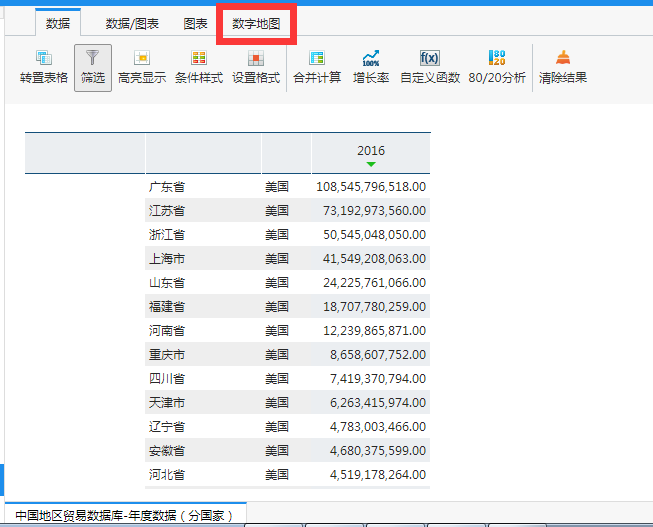 数据 数据/图表 图表 数字地图
转置表格 筛选 高亮显示 条件样式 设置格式 合并计算 增长率 自定义函数 80/20分析 清除结果
2016
广东省 美国 108,545,796,518.00
江苏省 美国 73,192,973,560.00
浙江省 美国 50,545,048,050.00
上海市 美国 41,549,208,063.00
山东省 美国 24,225,761,066.00
福建省 美国 18,707,780,259.00
河南省 美国 12,239,865,871.00
重庆市 美国 8,658,607,752.00
四川省 美国 7,419,370,794.00
天津市 美国 6,263,415,974.00
辽宁省 美国 4,783,003,466.00
安徽省 美国 4,680,375,599.00
河北省 美国 4,519,178,264.00
中国地区贸易数据库-年度数据（分国家）